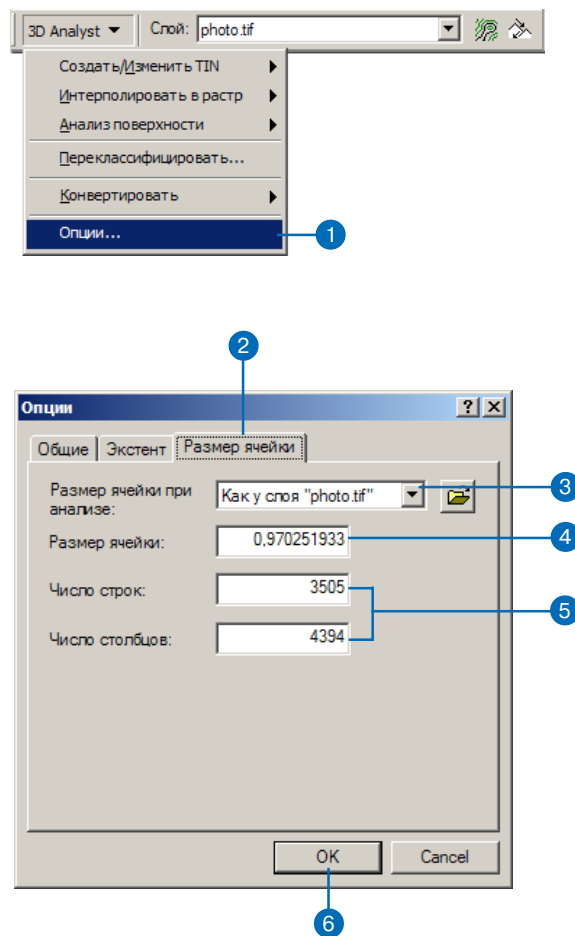 3D Analyst Слой: photo.tif
Создать/Изменить TIN
Интерполировать в растр
Анализ поверхности
Переклассифицировать...
Конвертировать
Опции...
1
2
Опции
Общие Экстент Размер ячейки
Размер ячейки при анализе: Как у слоя "photo.tif"
3
Размер ячейки: 0,970251933
4
Число строк: 3505
5
Число столбцов: 4394
OK Cancel
6